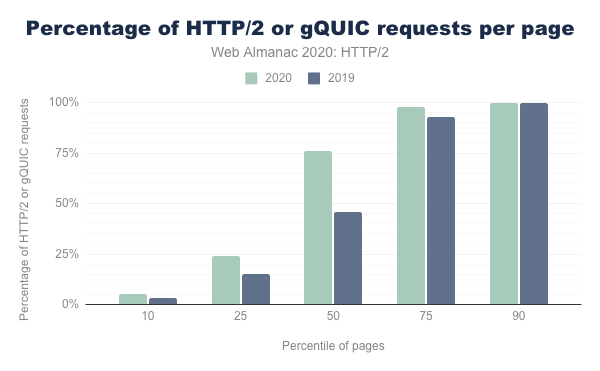 Percentage of HTTP/2 or gQUIC requests per page
Web Almanac 2020: HTTP/2
2020 2019
Percentage of HTTP/2 or gQUIC requests
100%
75%
50%
25%
0%
10 25 50 75 90
Percentile of pages